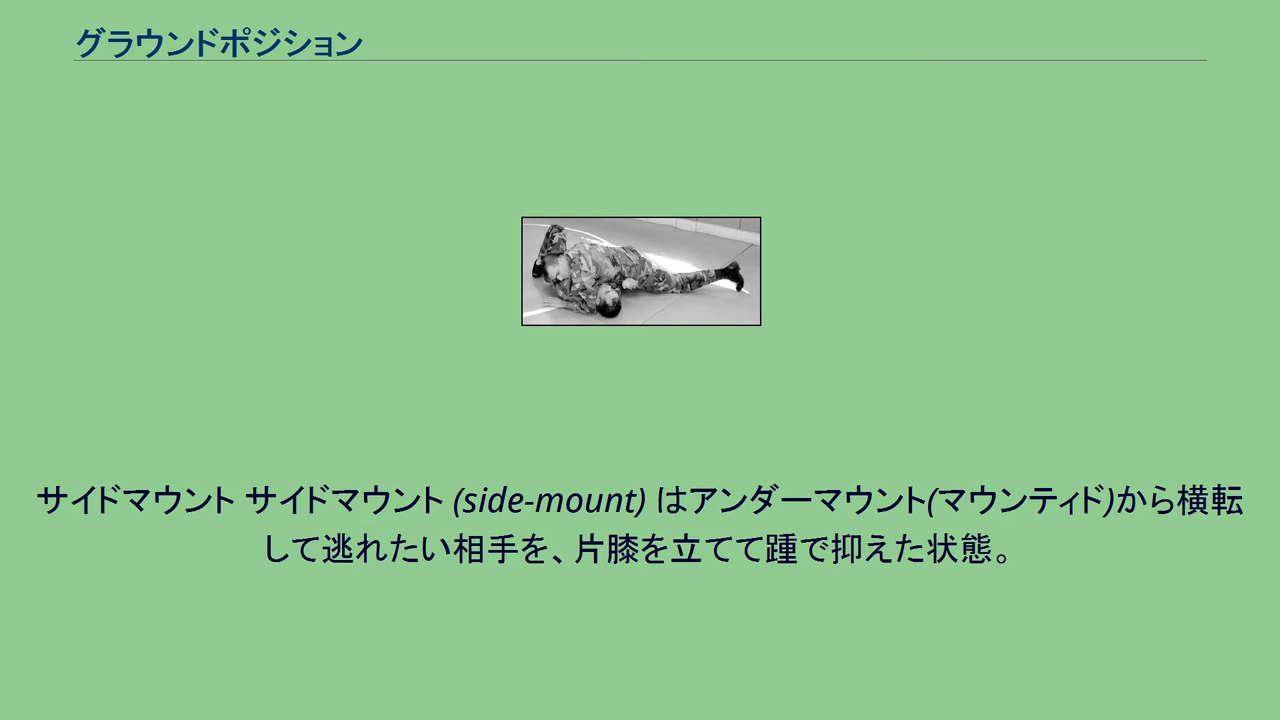 グラウンドポジション
サイドマウント サイドマウント (side-mount) はアンダーマウント(マウンティド)から横転
して逃れたい相手を、片膝を立てて踵で抑えた状態。